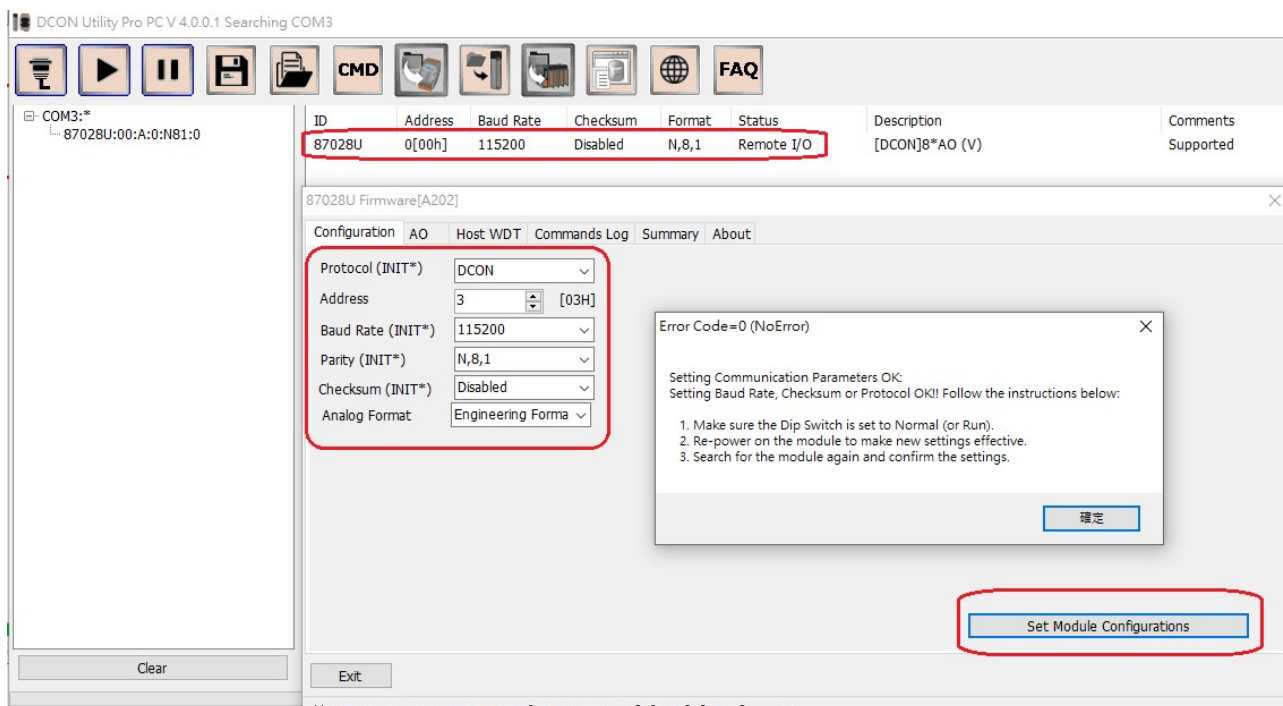 DCON Utility Pro PC V 4.0.0.1 Searching COM3
CMD FAQ
COM3:*
87028U:00:A:0:N81:0
ID Address Baud Rate Checksum Format Status Description Comments
87028U 0[00h] 115200 Disabled N,8,1 Remote I/O [DCON]8*AO (V) Supported
87028U Firmware[A202]
Configuration AO Host WDT Commands Log Summary About
Protocol (INIT*) DCON
Address 3 [03H]
Baud Rate (INIT*) 115200
Parity (INIT*) N,8,1
Checksum (INIT*) Disabled
Analog Format Engineering Forma
Error Code=0 (NoError)
Setting Communication Parameters OK:
Setting Baud Rate, Checksum or Protocol OK!! Follow the instructions below:
1. Make sure the Dip Switch is set to Normal (or Run).
2. Re-power on the module to make new settings effective.
3. Search for the module again and confirm the settings.
確定
Set Module Configurations
Clear
Exit